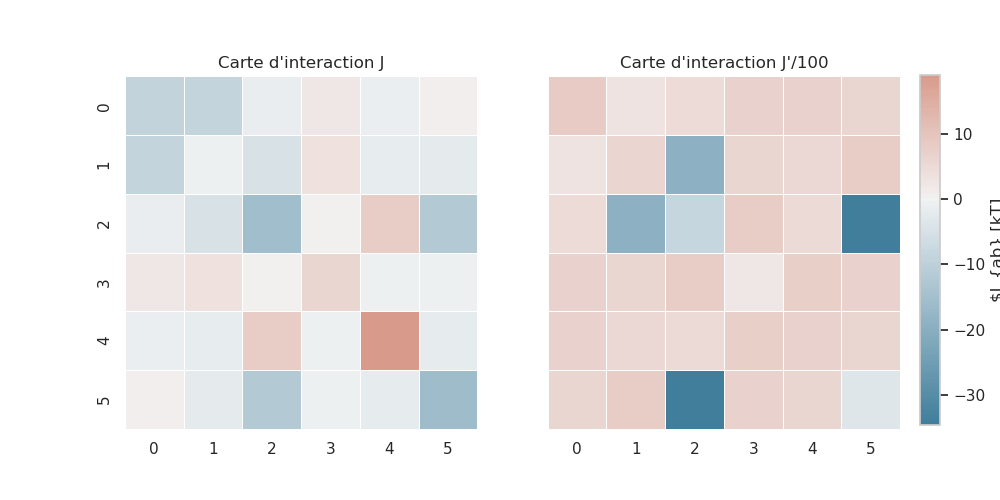 Carte d'interaction J
Carte d'interaction J'/100
0
1
2
3
4
5
0 1 2 3 4 5
0 1 2 3 4 5
10
0
−10
−20
−30
$J_{ab} [kT]